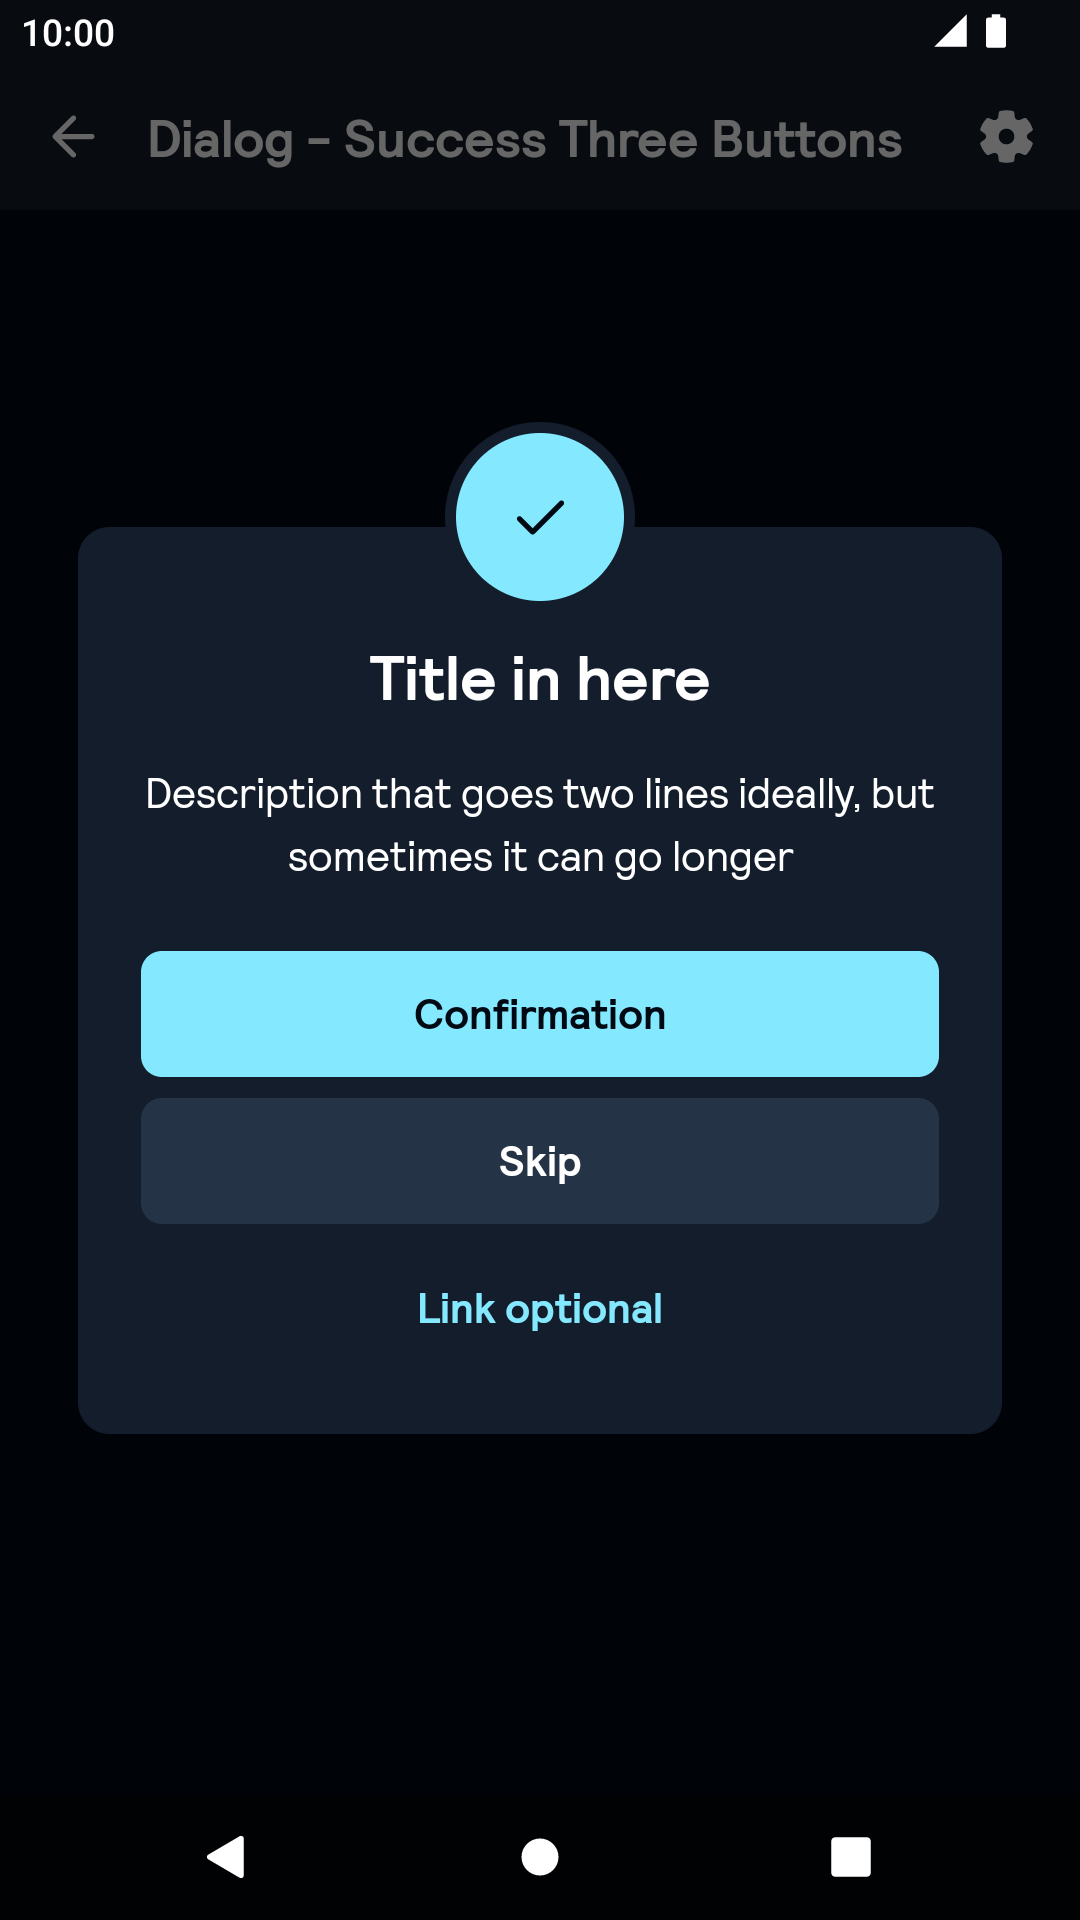 10:00
Dialog - Success Three Buttons
Title in here
Description that goes two lines ideally, but
sometimes it can go longer
Confirmation
Skip
Link optional